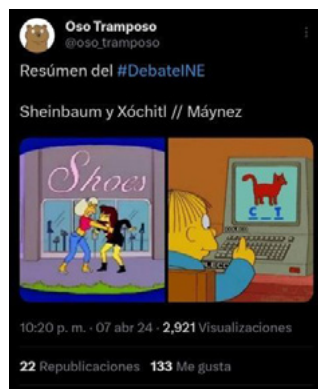 Oso Tramposo
@oso_tramposo
Resúmen del #DebateINE
Sheinbaum y Xóchitl // Máynez
Shoes
C_T
10:20 p. m. · 07 abr 24 · 2,921 Visualizaciones
22 Republicaciones 133 Me gusta